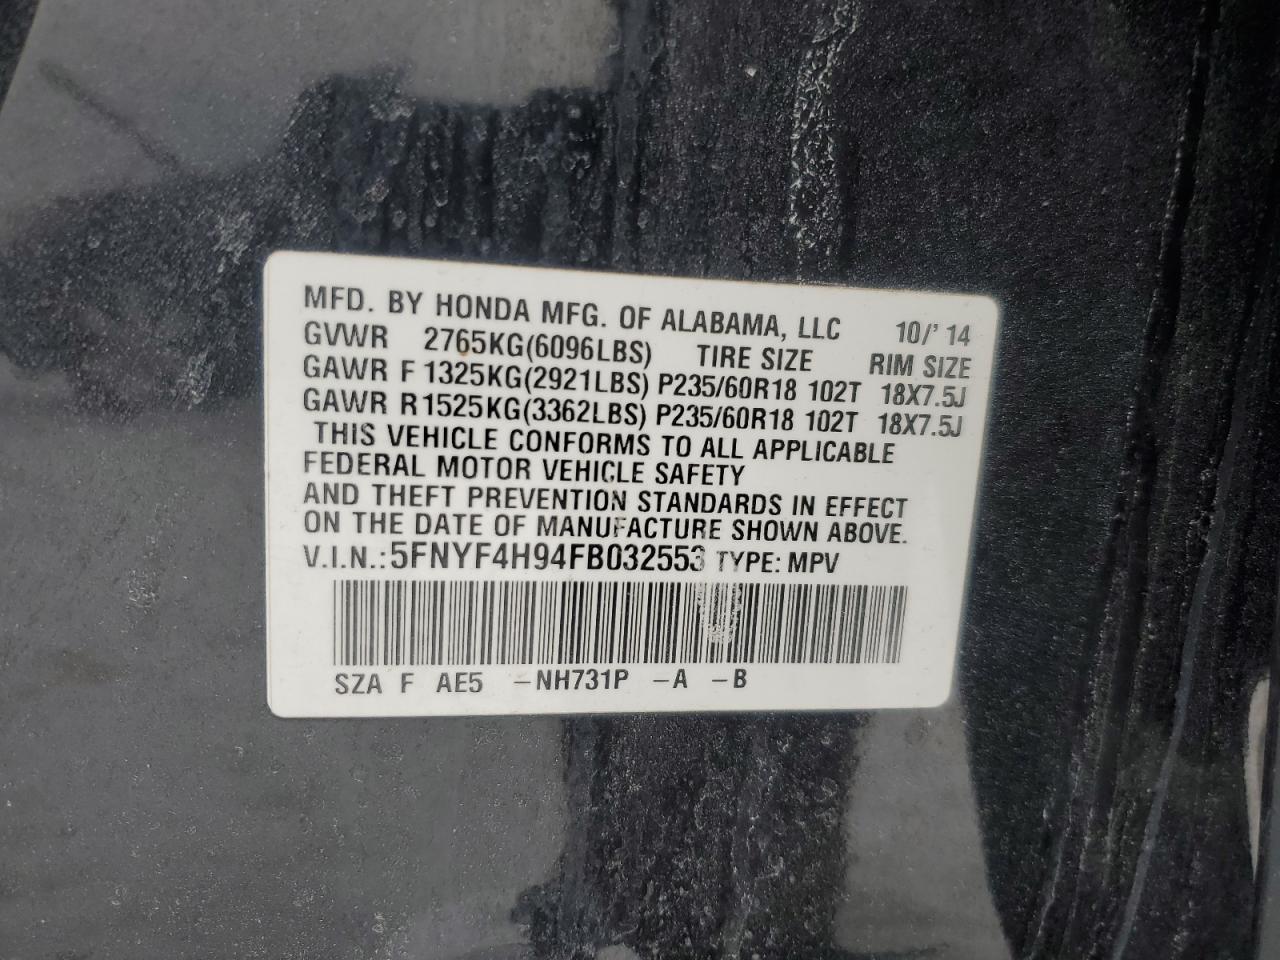 MFD. BY HONDA MFG. OF ALABAMA, LLC 10/' 14
GVWR 2765KG(6096LBS) TIRE SIZE RIM SIZE
GAWR F 1325KG(2921LBS) P235/60R18 102T 18X7.5J
GAWR R1525KG(3362LBS) P235/60R18 102T 18X7.5J
THIS VEHICLE CONFORMS TO ALL APPLICABLE
FEDERAL MOTOR VEHICLE SAFETY
AND THEFT PREVENTION STANDARDS IN EFFECT
ON THE DATE OF MANUFACTURE SHOWN ABOVE.
V.I.N.:5FNYF4H94FB032553 TYPE: MPV
SZA F AE5 -NH731P -A -B